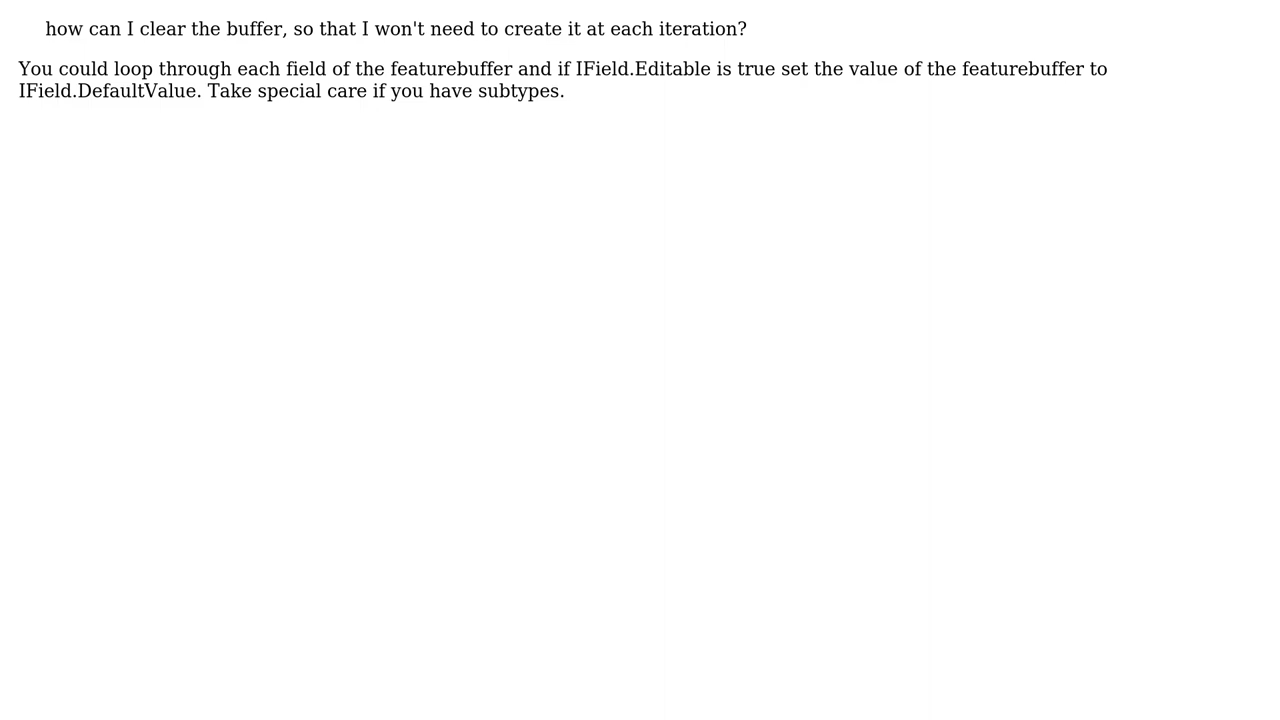 how can I clear the buffer, so that I won't need to create it at each iteration?
You could loop through each field of the featurebuffer and if IField.Editable is true set the value of the featurebuffer to
IField.DefaultValue. Take special care if you have subtypes.